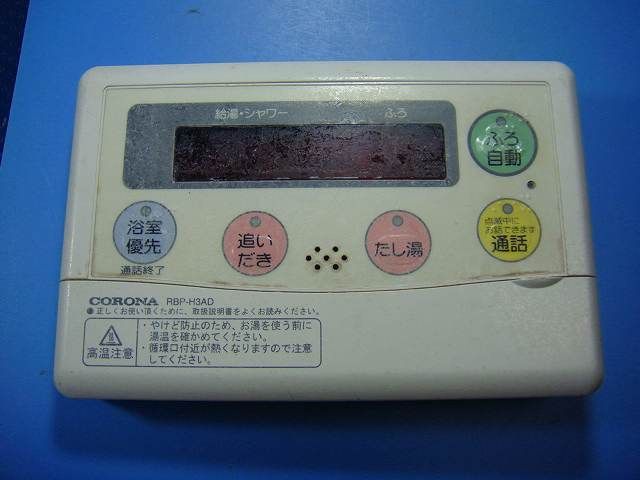 給湯・シャワー ふろ
ふろ
自動
浴室
優先
通話終了
追い
だき
たし湯
点滅中に
お話できます
通話
CORONA RBP-H3AD
●正しくお使い頂くために、取扱説明書をよくお読みください。
高温注意
・やけど防止のため、お湯を使う前に
湯温を確かめてください。
・循環口付近が熱くなりますので注意
してください。